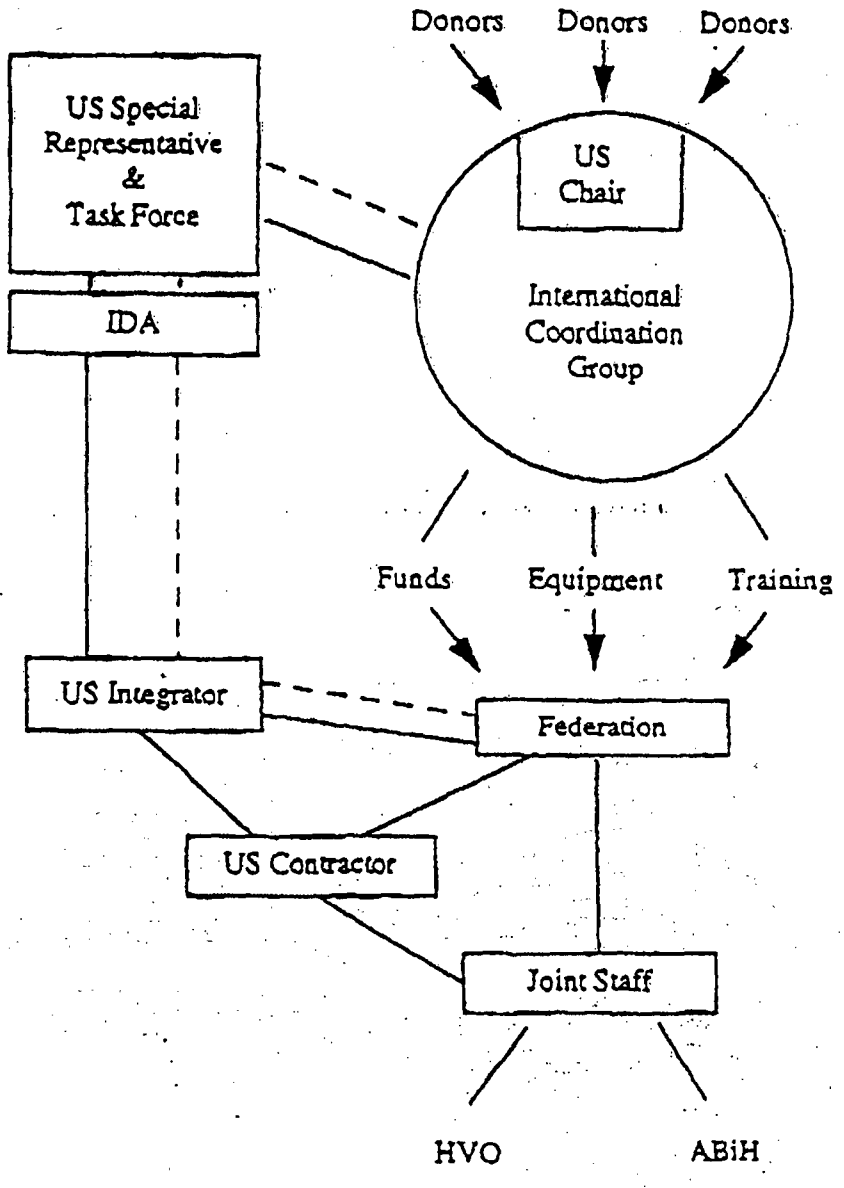 Donors Donors Donors
US Special
Representative
&
Task Force
US
Chair
IDA
International
Coordination
Group
Funds Equipment Training
US Integrator
Federation
US Contractor
Joint Staff
HVO ABiH